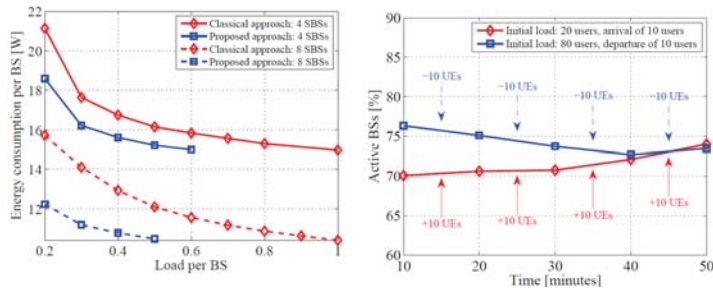 22
20
18
16
14
12
Energy consumption per BS [W]
Classical approach: 4 SBSs
Proposed approach: 4 SBSs
Classical approach: 8 SBSs
Proposed approach: 8 SBSs
0.2 0.3 0.4 0.5 0.6 0.8 1
Load per BS
90
85
80
75
70
65
60
Active BSs [%]
Initial load: 20 users, arrival of 10 users
Initial load: 80 users, departure of 10 users
−10 UEs −10 UEs −10 UEs −10 UEs
+10 UEs +10 UEs +10 UEs +10 UEs
10 20 30 40 50
Time [minutes]